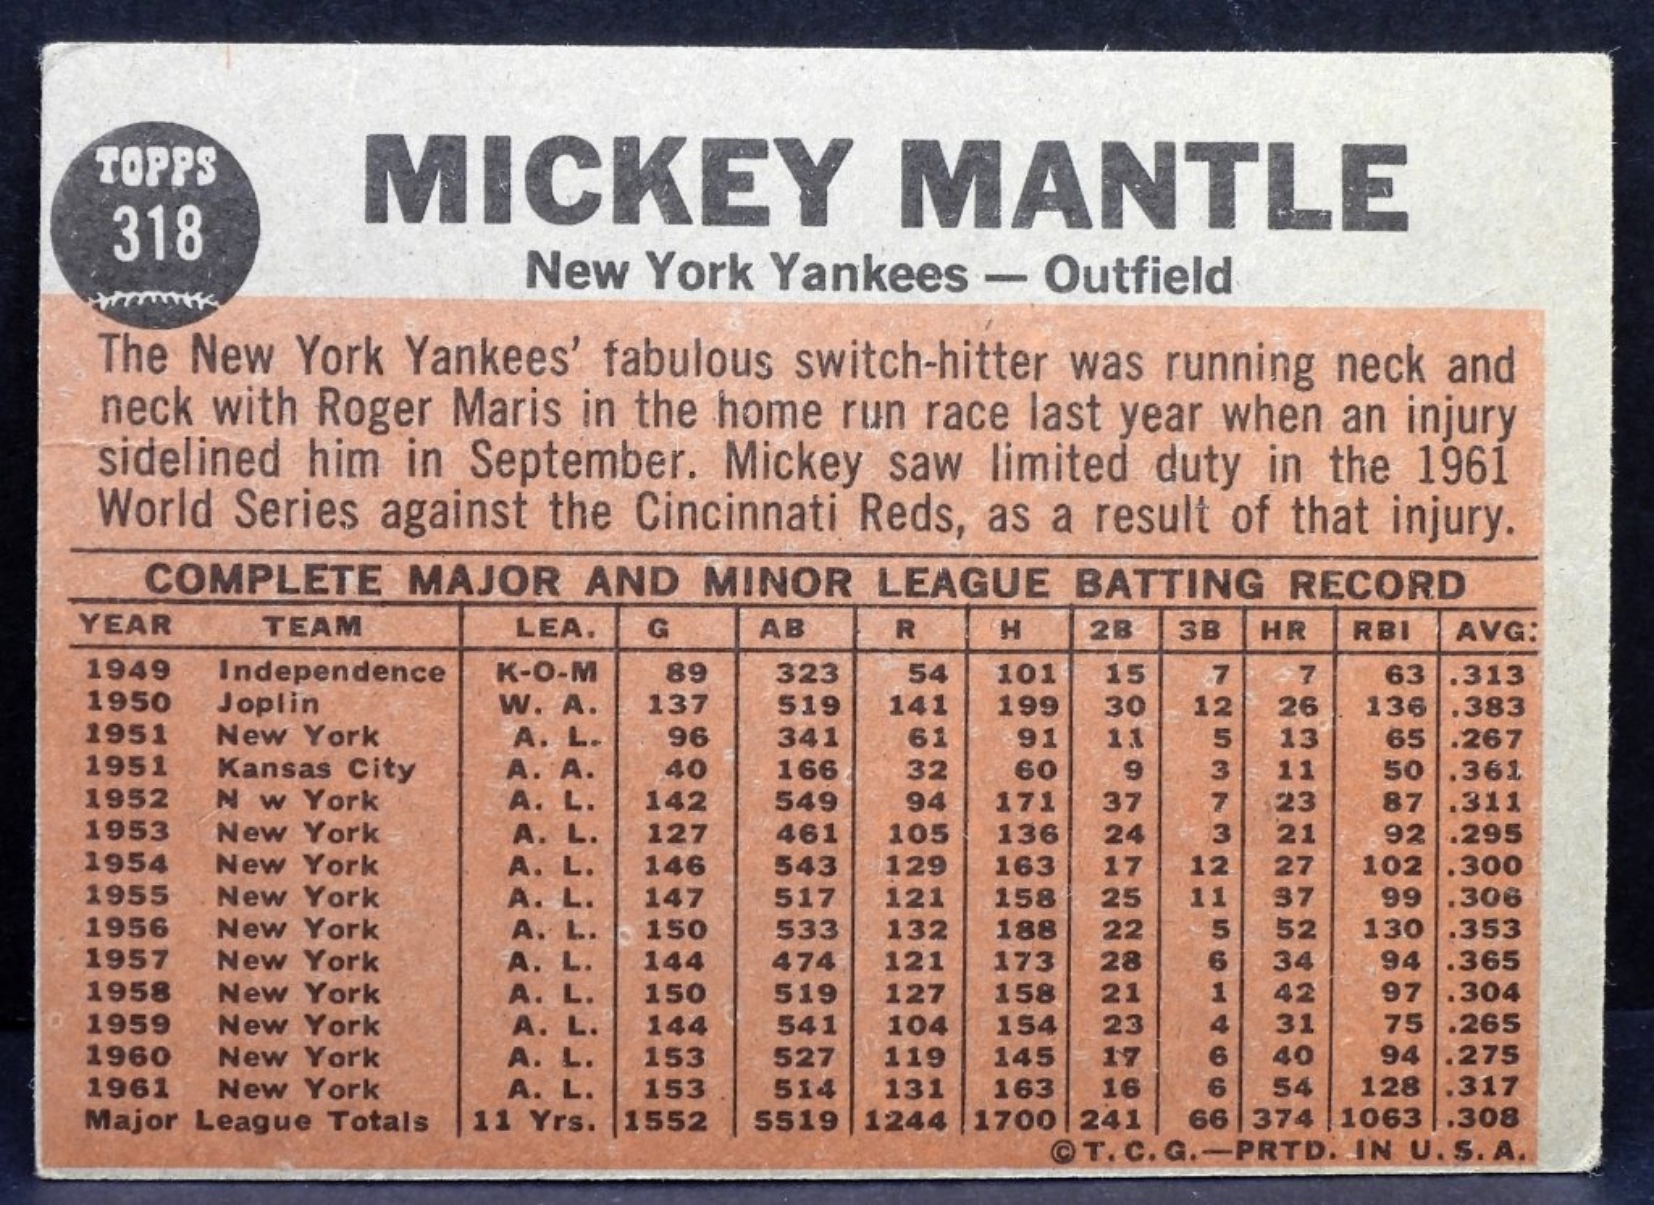 TOPPS
318
MICKEY MANTLE
New York Yankees — Outfield
The New York Yankees' fabulous switch-hitter was running neck and
neck with Roger Maris in the home run race last year when an injury
sidelined him in September. Mickey saw limited duty in the 1961
World Series against the Cincinnati Reds, as a result of that injury.
COMPLETE MAJOR AND MINOR LEAGUE BATTING RECORD
YEAR TEAM LEA. G AB R H 2B 3B HR RBI AVG.
1949 Independence K-O-M 89 323 54 101 15 7 7 63 .313
1950 Joplin W. A. 137 519 141 199 30 12 26 136 .383
1951 New York A. L. 96 341 61 91 11 5 13 65 .267
1951 Kansas City A. A. 40 166 32 60 9 3 11 50 .361
1952 N w York A. L. 142 549 94 171 37 7 23 87 .311
1953 New York A. L. 127 461 105 136 24 3 21 92 .295
1954 New York A. L. 146 543 129 163 17 12 27 102 .300
1955 New York A. L. 147 517 121 158 25 11 37 99 .306
1956 New York A. L. 150 533 132 188 22 5 52 130 .353
1957 New York A. L. 144 474 121 173 28 6 34 94 .365
1958 New York A. L. 150 519 127 158 21 1 42 97 .304
1959 New York A. L. 144 541 104 154 23 4 31 75 .265
1960 New York A. L. 153 527 119 145 17 6 40 94 .275
1961 New York A. L. 153 514 131 163 16 6 54 128 .317
Major League Totals 11 Yrs. 1552 5519 1244 1700 241 66 374 1063 .308
©T.C.G.—PRTD. IN U.S.A.